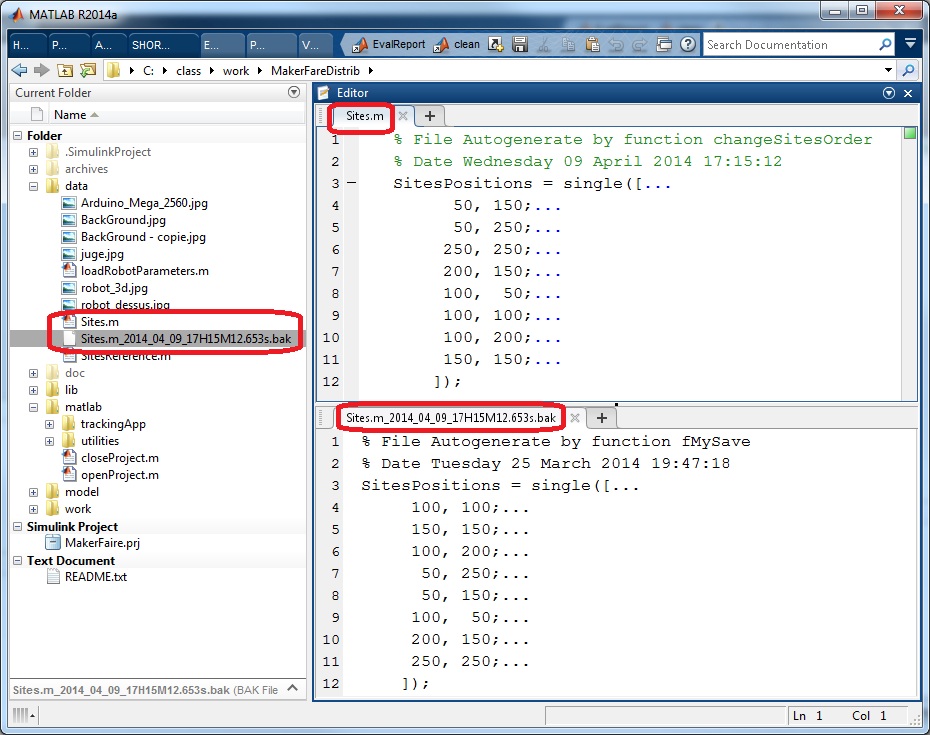 MATLAB R2014a
H... P... A... SHOR... E... P... V... EvalReport clean Search Documentation
C: class work MakerFareDistrib
Current Folder
Name
Folder
.SimulinkProject
archives
data
Arduino_Mega_2560.jpg
BackGround.jpg
BackGround - copie.jpg
juge.jpg
loadRobotParameters.m
robot_3d.jpg
robot_dessus.jpg
Sites.m
Sites.m_2014_04_09_17H15M12.653s.bak
SitesReference.m
doc
lib
matlab
trackingApp
utilities
closeProject.m
openProject.m
model
work
Simulink Project
MakerFaire.prj
Text Document
README.txt
Sites.m_2014_04_09_17H15M12.653s.bak (BAK File
Editor
Sites.m
1 % File Autogenerate by function changeSitesOrder
2 % Date Wednesday 09 April 2014 17:15:12
3 SitesPositions = single([...
4 50, 150;...
5 50, 250;...
6 250, 250;...
7 200, 150;...
8 100, 50;...
9 100, 100;...
10 100, 200;...
11 150, 150;...
12 ]);
Sites.m_2014_04_09_17H15M12.653s.bak
1 % File Autogenerate by function fMySave
2 % Date Tuesday 25 March 2014 19:47:18
3 SitesPositions = single([...
4 100, 100;...
5 150, 150;...
6 100, 200;...
7 50, 250;...
8 50, 150;...
9 100, 50;...
10 200, 150;...
11 250, 250;...
12 ]);
Ln 1 Col 1